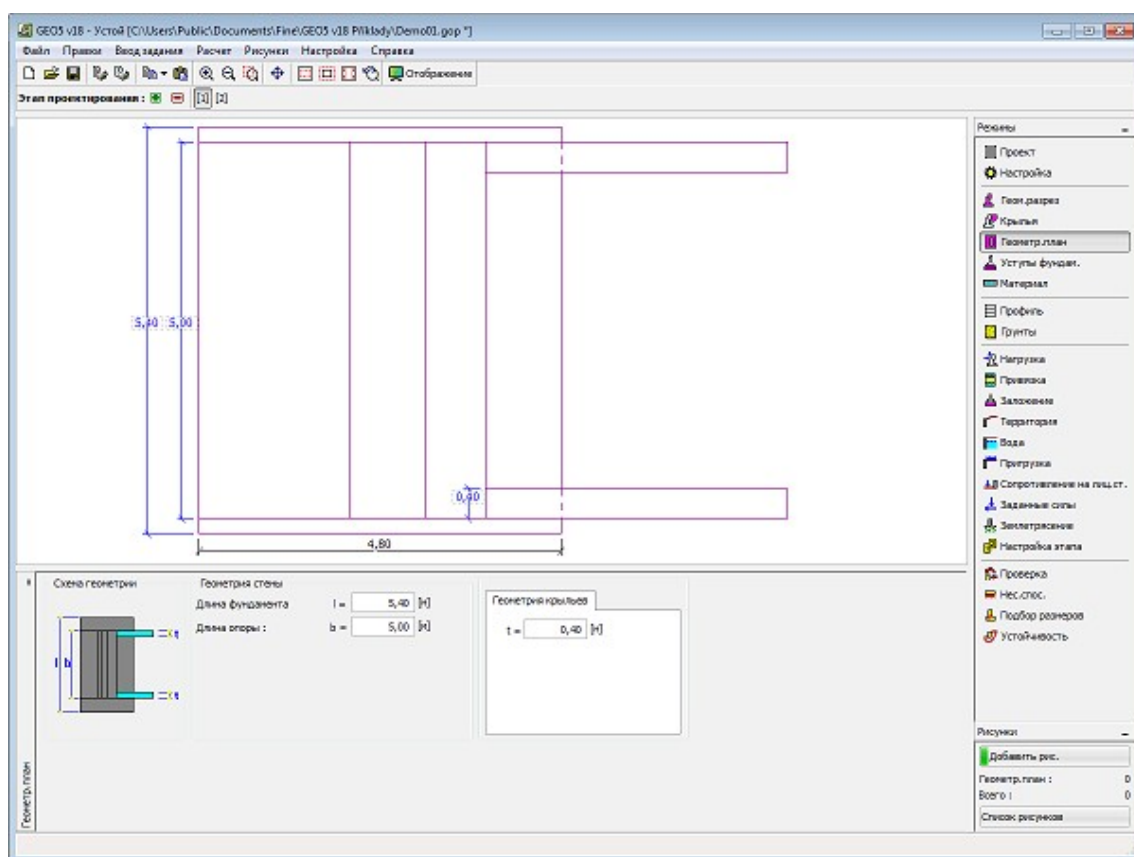 GEO5 v18 - Устой [C:\Users\Public\Documents\Fine\GEO5 v18 Příklady\Demo01.gop *]
Файл Правки Ввод задания Расчет Рисунки Настройка Справка
Отображение
Этап проектирования : [1] [2]
5,40 5,00
0,40
4,80
Режимы
Проект
Настройка
Геом.разрез
Крылья
Геометр.план
Уступы фундам.
Материал
Профиль
Грунты
Нагрузка
Привязка
Заложение
Территория
Вода
Пригрузка
Сопротивление на лиц.ст.
Заданные силы
Землетрясение
Настройка этапа
Проверка
Нес.спос.
Подбор размеров
Устойчивость
Схема геометрии
l b
t
t
Геометрия стены
Длина фундамента l = 5,40 [м]
Длина опоры : b = 5,00 [м]
Геометрия крыльев
t = 0,40 [м]
Геометр.план
Рисунки
Добавить рис.
Геометр.план : 0
Всего : 0
Список рисунков